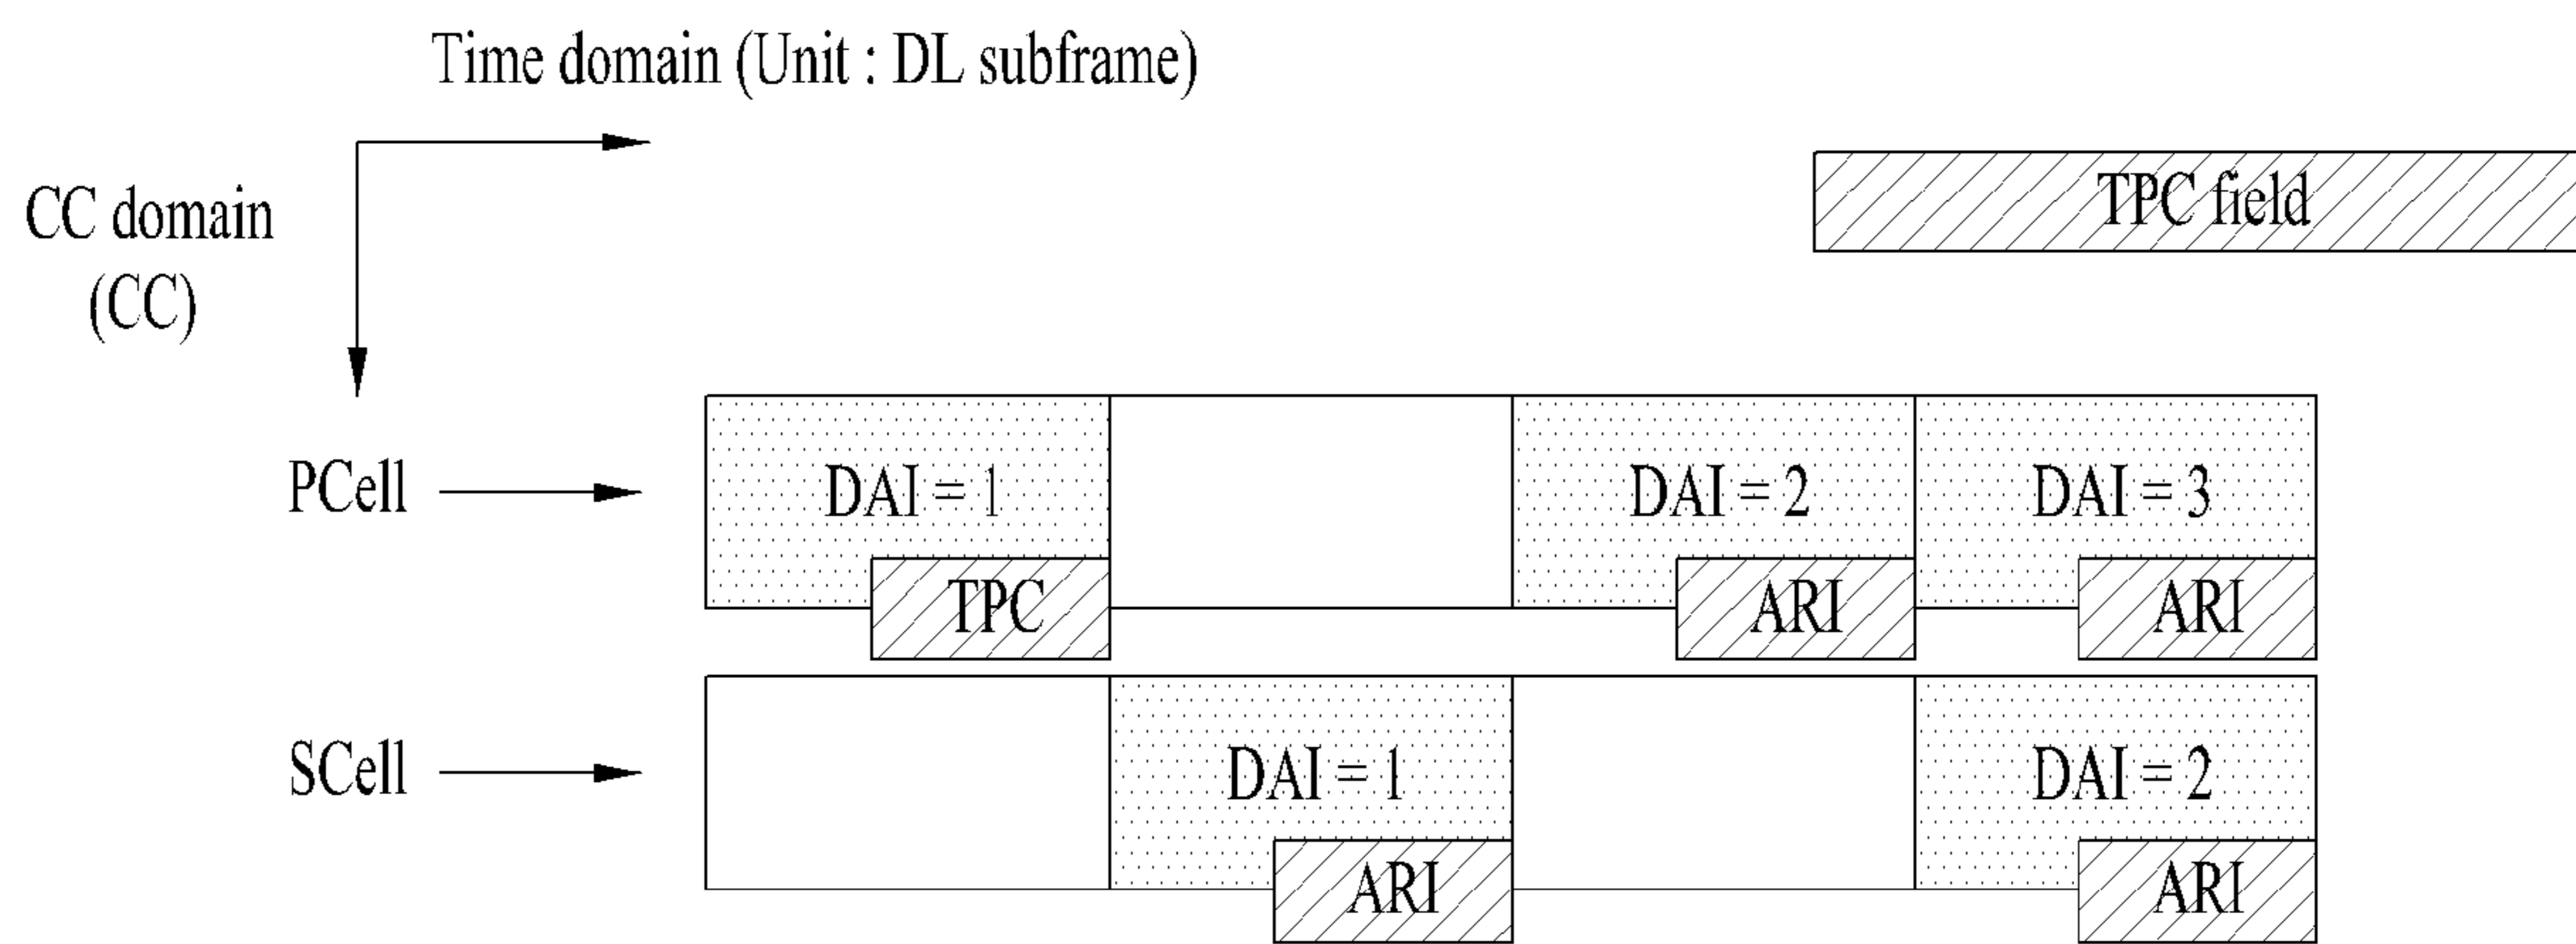 Time domain (Unit : DL subframe)
CC domain
(CC)
TPC field
PCell
DAI = 1
DAI = 2
DAI = 3
TPC
ARI
ARI
SCell
DAI = 1
DAI = 2
ARI
ARI